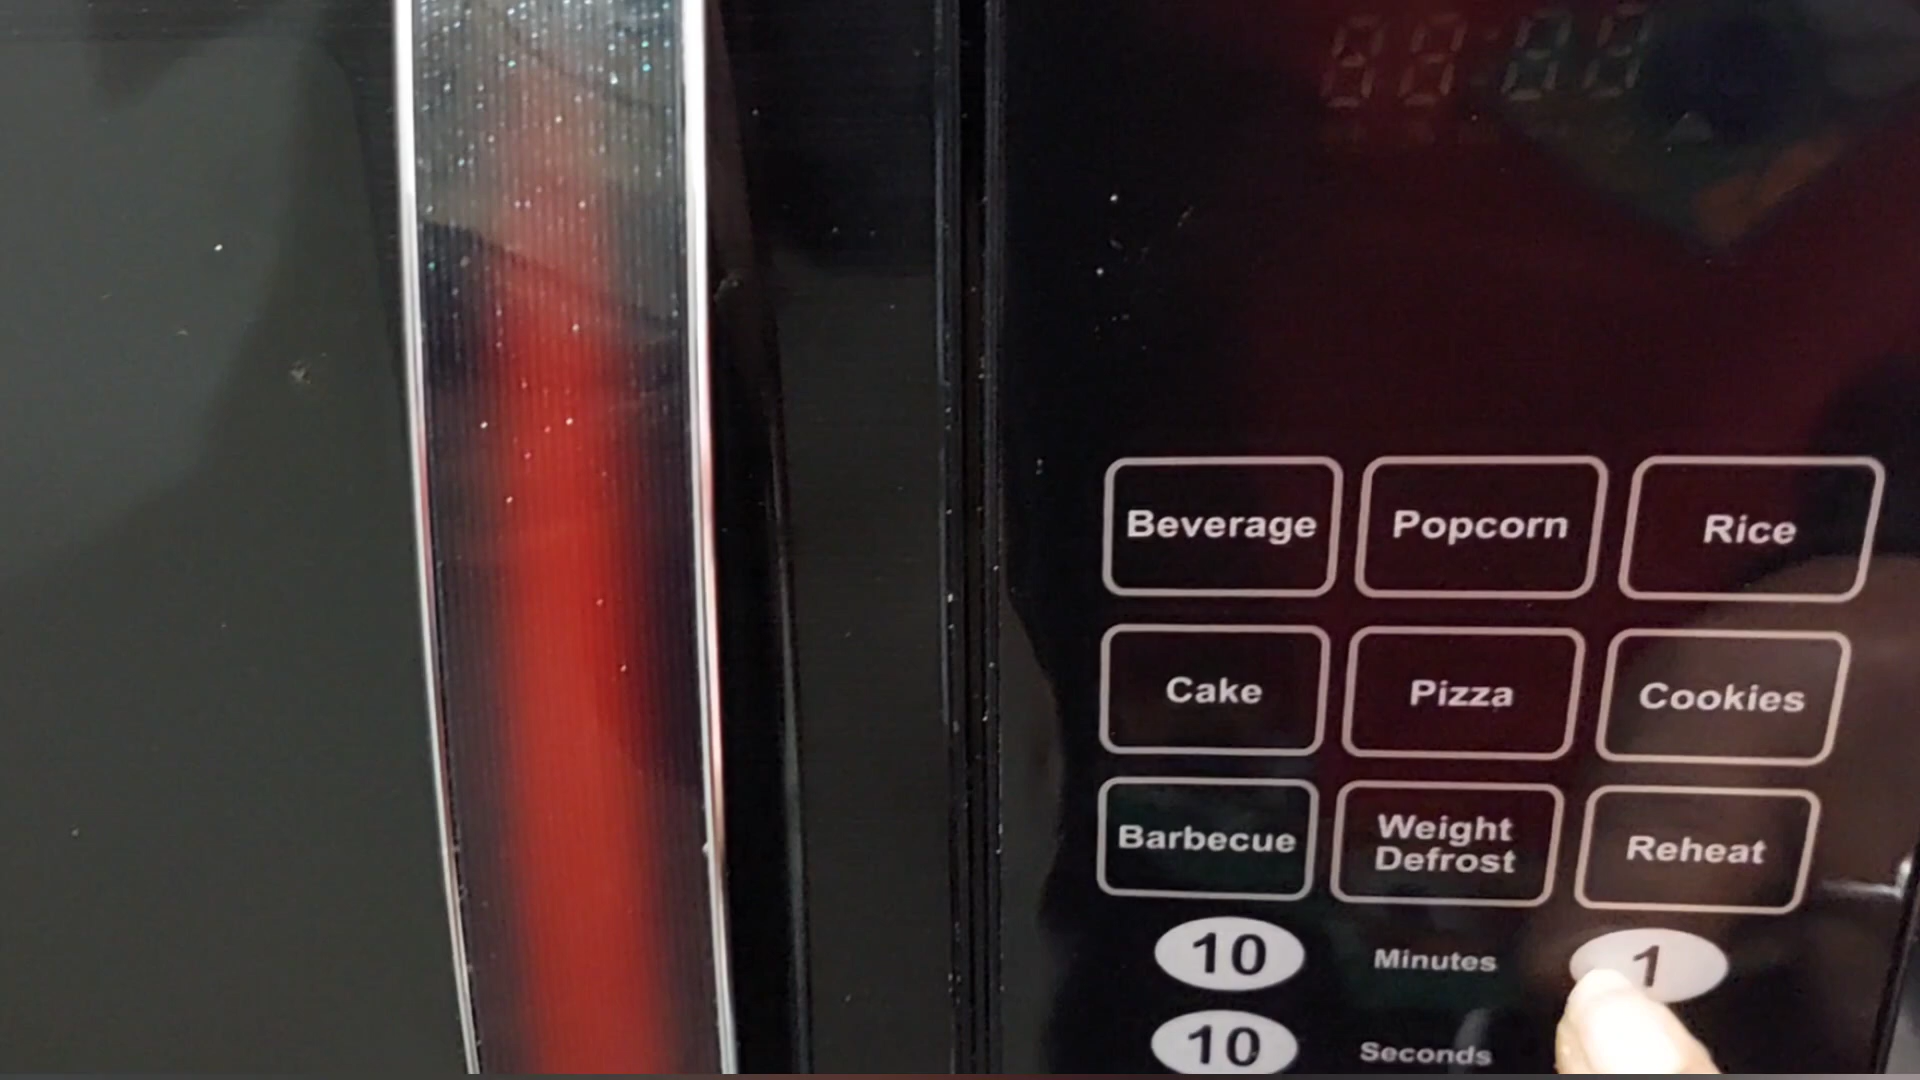 Beverage Popcorn Rice
Cake Pizza Cookies
Barbecue Weight Defrost Reheat
10 Minutes 1
10 Seconds